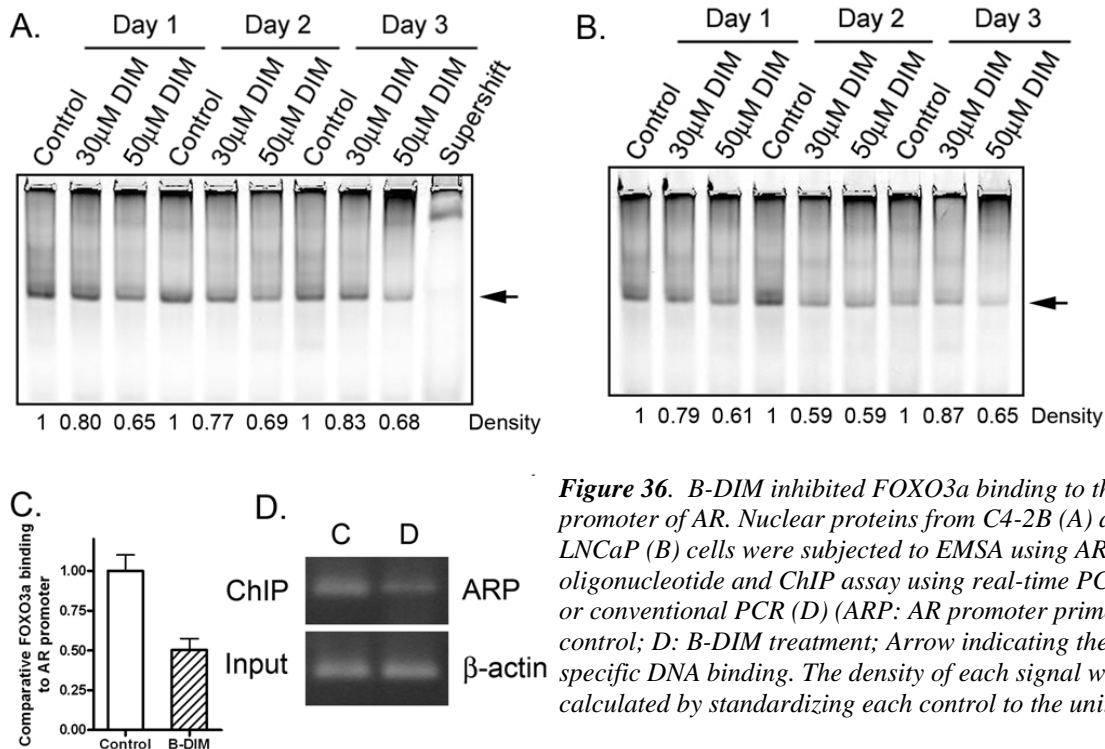 A.
Day 1 Day 2 Day 3
Control 30μM DIM 50μM DIM Control 30μM DIM 50μM DIM Control 30μM DIM 50μM DIM Supershift
1 0.80 0.65 1 0.77 0.69 1 0.83 0.68 Density
B.
Day 1 Day 2 Day 3
Control 30μM DIM 50μM DIM Control 30μM DIM 50μM DIM Control 30μM DIM 50μM DIM
1 0.79 0.61 1 0.59 0.59 1 0.87 0.65 Density
C.
Comparative FOXO3a binding
to AR promoter
1.00
0.75
0.50
0.25
0.00
Control B-DIM
D.
C D
ChIP ARP
Input β-actin
Figure 36. B-DIM inhibited FOXO3a binding to th
promoter of AR. Nuclear proteins from C4-2B (A) a
LNCaP (B) cells were subjected to EMSA using AR
oligonucleotide and ChIP assay using real-time PC
or conventional PCR (D) (ARP: AR promoter prim
control; D: B-DIM treatment; Arrow indicating the
specific DNA binding. The density of each signal w
calculated by standardizing each control to the uni